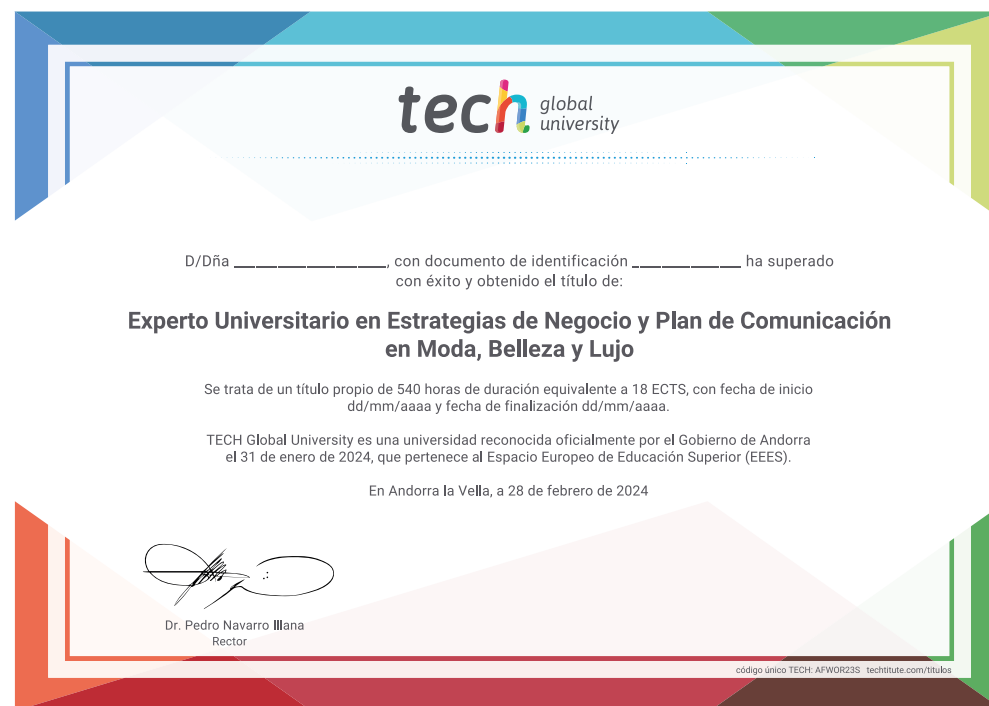 tech global university
D/Dña ____________________, con documento de identificación ______________ ha superado
con éxito y obtenido el título de:
Experto Universitario en Estrategias de Negocio y Plan de Comunicación
en Moda, Belleza y Lujo
Se trata de un título propio de 540 horas de duración equivalente a 18 ECTS, con fecha de inicio
dd/mm/aaaa y fecha de finalización dd/mm/aaaa.
TECH Global University es una universidad reconocida oficialmente por el Gobierno de Andorra
el 31 de enero de 2024, que pertenece al Espacio Europeo de Educación Superior (EEES).
En Andorra la Vella, a 28 de febrero de 2024
Dr. Pedro Navarro Illana
Rector
código único TECH: AFWOR23S techtitute.com/titulos